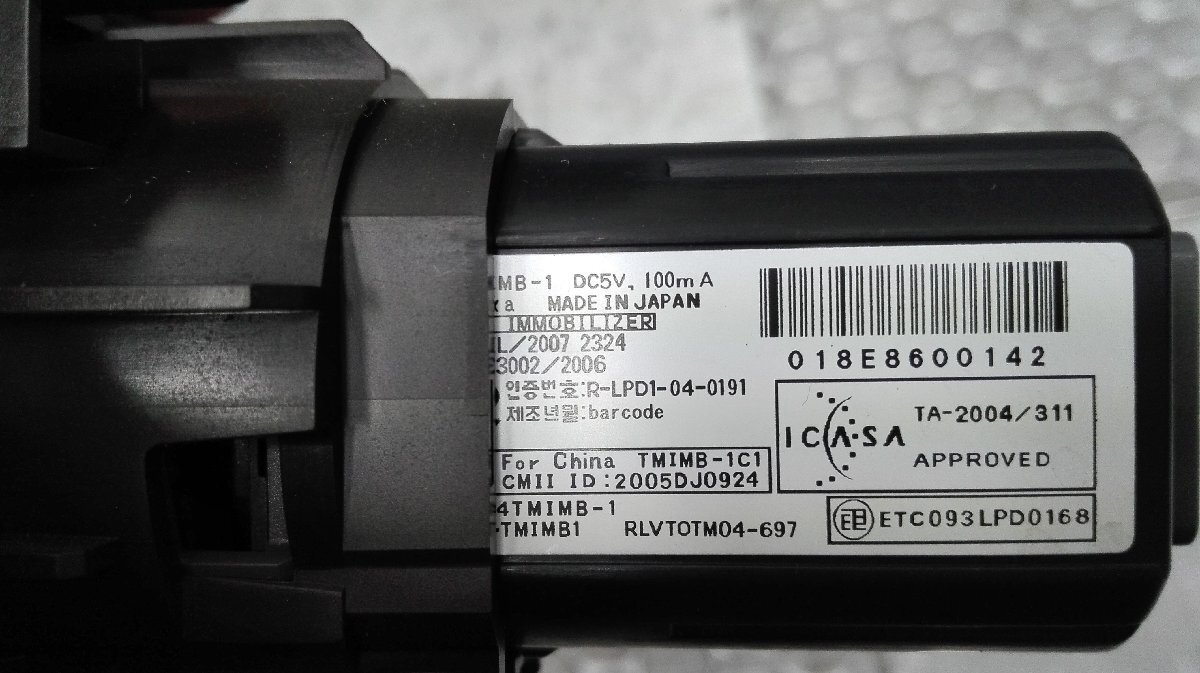 MB-1 DC5V, 100mA
a MADE IN JAPAN
IMMOBILIZER
/2007 2324
3002/2006
인증번호:R-LPD1-04-0191
제조년월:barcode
For China TMIMB-1C1
CMII ID:2005DJ0924
4TMIMB-1
TMIMB1 RLVTOTM04-697
018E8600142
ICASA
TA-2004/311
APPROVED
ETC093LPD0168